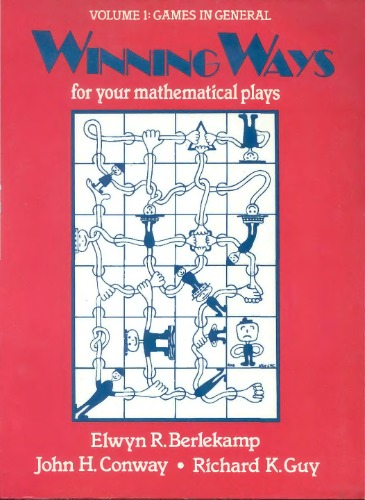 VOLUME 1: GAMES IN GENERAL
WINNING WAYS
for your mathematical plays
Elwyn R. Berlekamp
John H. Conway • Richard K. Guy